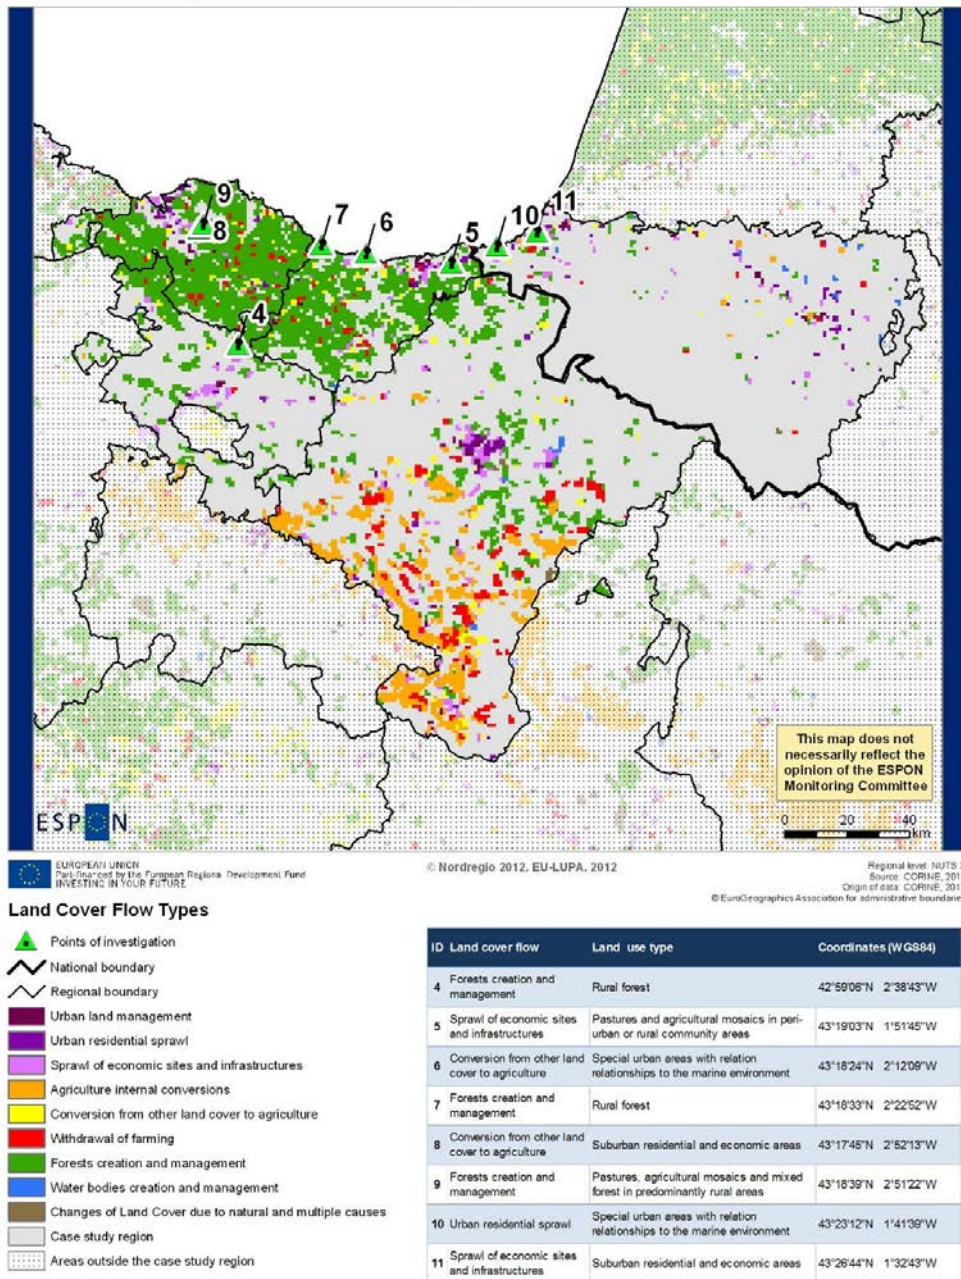 9
8
7
6
5
10
11
4
This map does not
necessarily reflect the
opinion of the ESPON
Monitoring Committee
0 20 40
km
ESPON
EUROPEAN UNION
Part-financed by the European Regional Development Fund
INVESTING IN YOUR FUTURE
© Nordregio 2012, EU-LUPA, 2012
Regional level: NUTS
Source: CORINE, 201
Origin of data: CORINE, 201
© EuroGeographics Association for administrative boundarie
Land Cover Flow Types
Points of investigation
National boundary
Regional boundary
Urban land management
Urban residential sprawl
Sprawl of economic sites and infrastructures
Agriculture internal conversions
Conversion from other land cover to agriculture
Withdrawal of farming
Forests creation and management
Water bodies creation and management
Changes of Land Cover due to natural and multiple causes
Case study region
Areas outside the case study region
ID Land cover flow Land use type Coordinates (WGS84)
4 Forests creation and management Rural forest 42°59'06"N 2°38'43"W
5 Sprawl of economic sites and infrastructures Pastures and agricultural mosaics in peri-urban or rural community areas 43°19'03"N 1°51'45"W
6 Conversion from other land cover to agriculture Special urban areas with relation relationships to the marine environment 43°18'24"N 2°12'09"W
7 Forests creation and management Rural forest 43°18'33"N 2°22'52"W
8 Conversion from other land cover to agriculture Suburban residential and economic areas 43°17'45"N 2°52'13"W
9 Forests creation and management Pastures, agricultural mosaics and mixed forest in predominantly rural areas 43°18'39"N 2°51'22"W
10 Urban residential sprawl Special urban areas with relation relationships to the marine environment 43°23'12"N 1°41'39"W
11 Sprawl of economic sites and infrastructures Suburban residential and economic areas 43°26'44"N 1°32'43"W